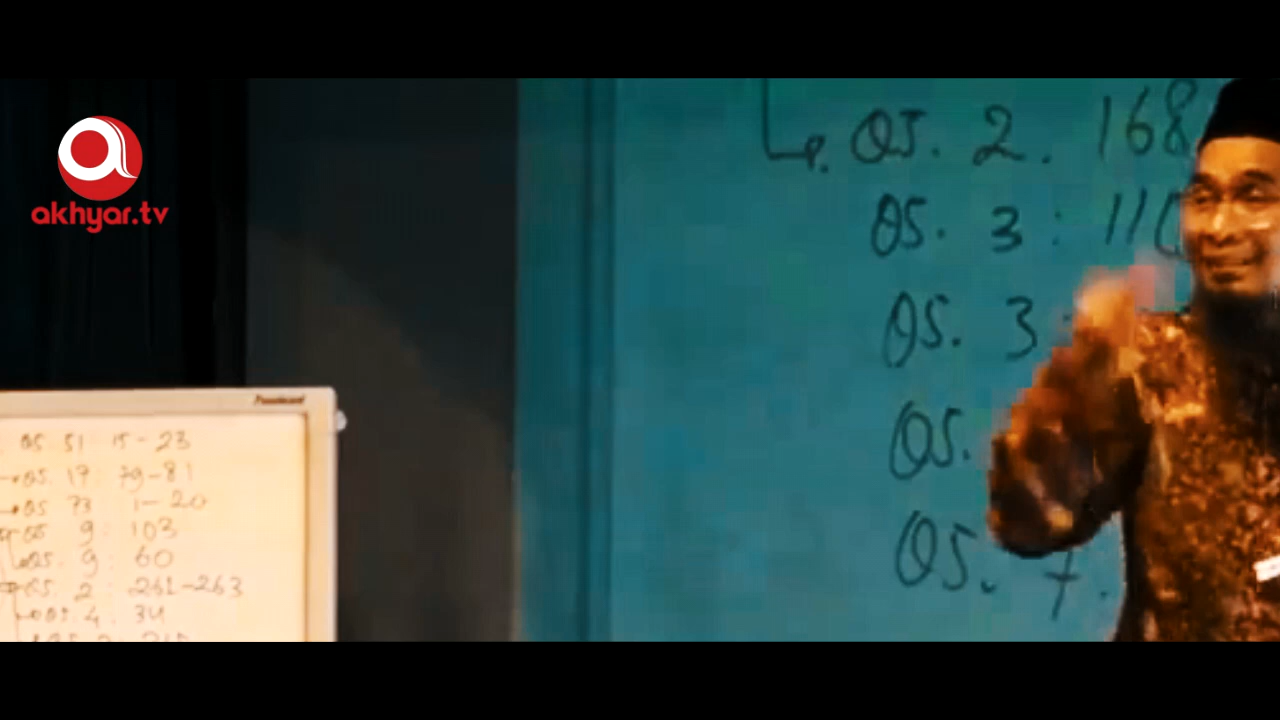 akhyar.tv
QS. 2. 168
QS. 3 : 110
QS. 3
QS.
QS. 7.
QS 51 15-23
QS. 17 : 79-81
QS 73 1-20
QS 9 : 103
QS. 9 : 60
QS. 2 : 261-263
QS. 4 : 34